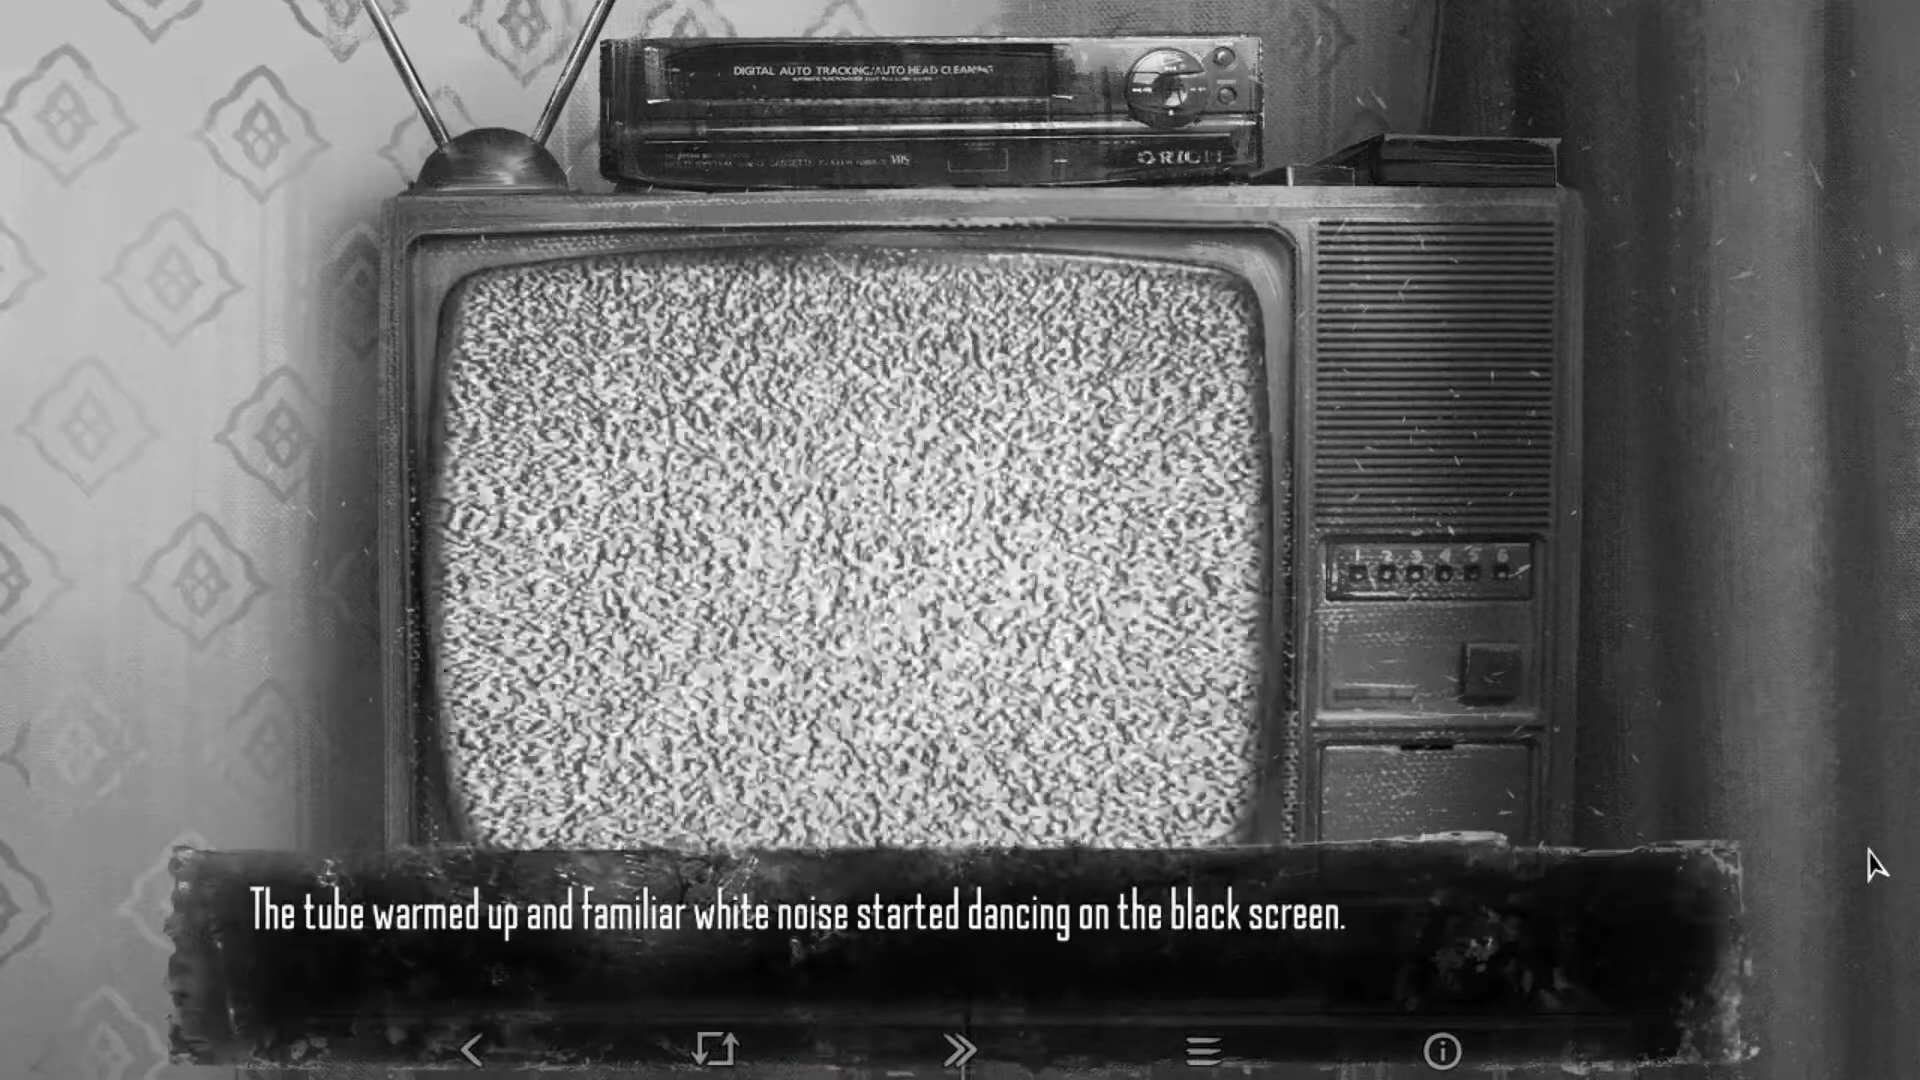 DIGITAL AUTO TRACKING/AUTO HEAD CLEANING
VHS
ORION
1 2 3 4 5 6
The tube warmed up and familiar white noise started dancing on the black screen.